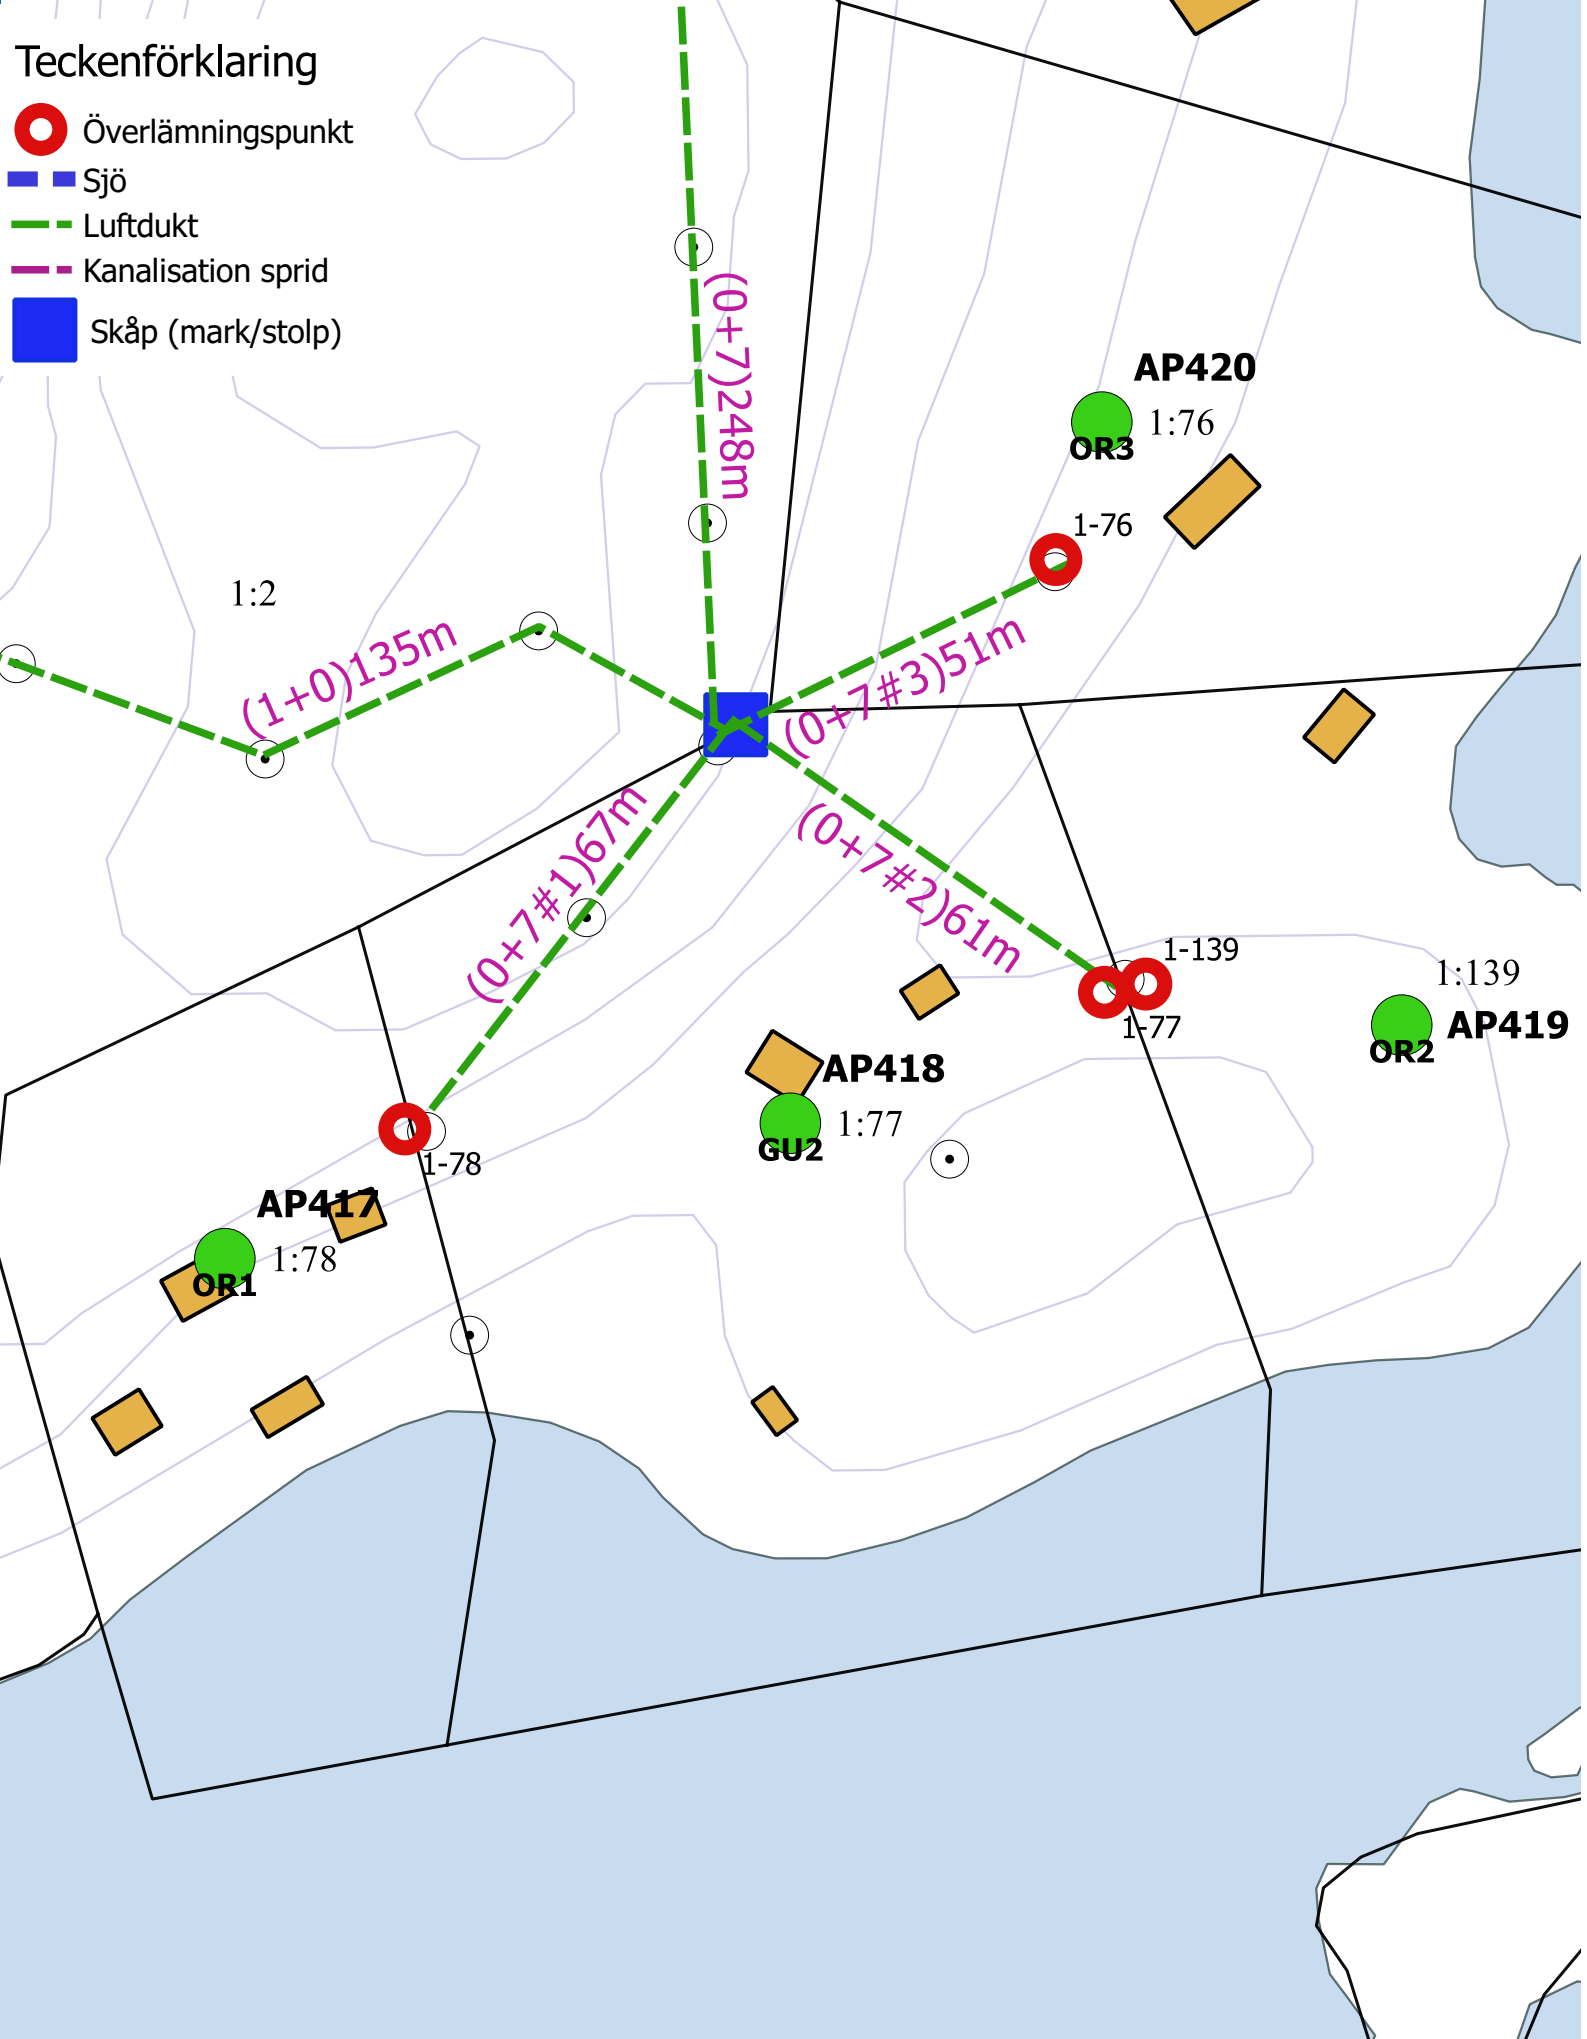 Teckenförklaring
Överlämningspunkt
Sjö
Luftdukt
Kanalisation sprid
Skåp (mark/stolp)
(0+7)248m
AP420
1:76
OR3
1-76
1:2
(1+0)135m
(0+7#3)51m
(0+7#1)67m
(0+7#2)61m
1-139
1:139
1-77
AP419
OR2
AP418
1:77
GU2
1-78
AP417
1:78
OR1